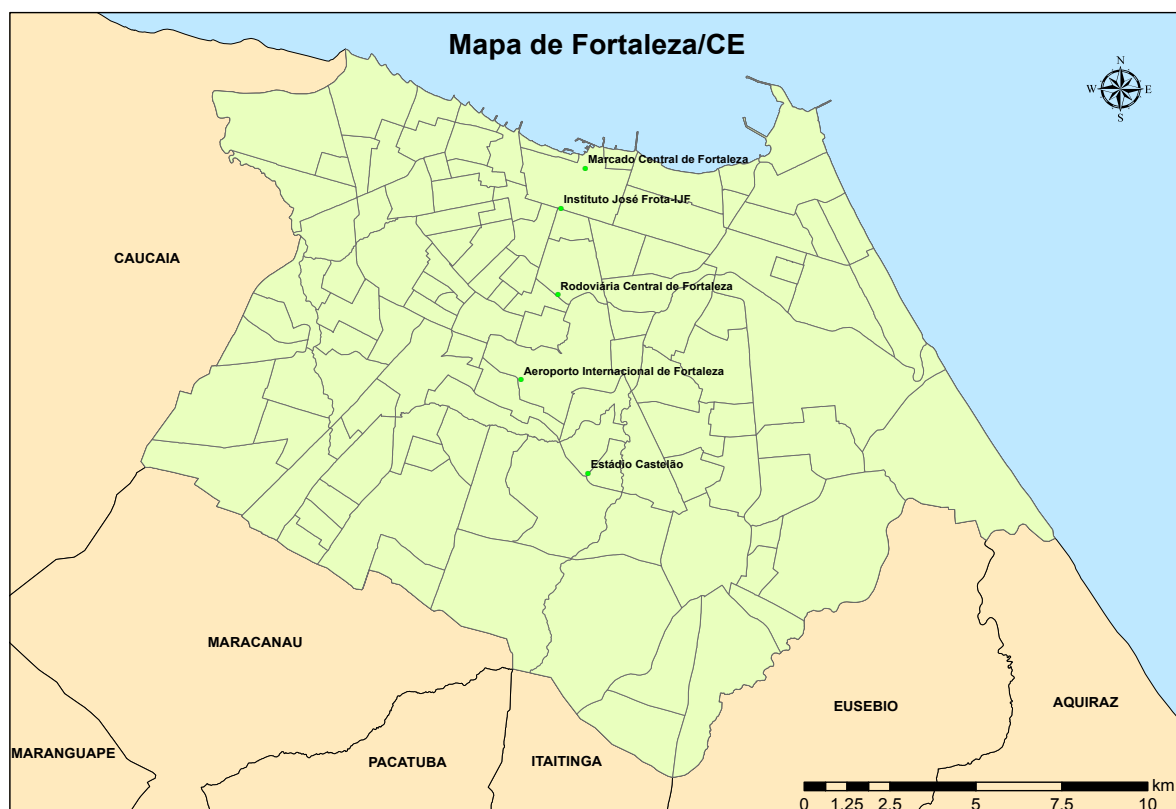 Mapa de Fortaleza/CE
N
W E
S
Marcado Central de Fortaleza
Instituto José Frota-IJF
CAUCAIA
Rodoviária Central de Fortaleza
Aeroporto Internacional de Fortaleza
Estádio Castelão
MARACANAU
EUSEBIO
AQUIRAZ
MARANGUAPE
PACATUBA
ITAITINGA
km
0 1.25 2.5 5 7.5 10